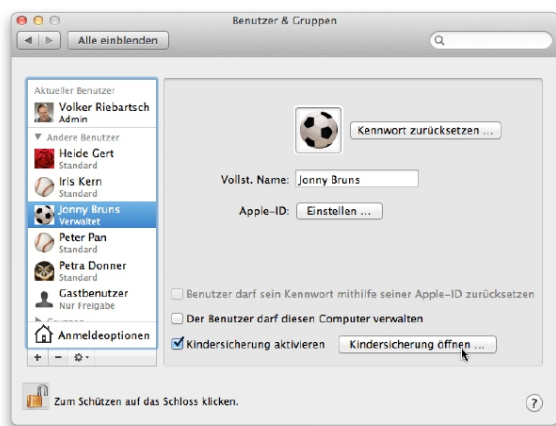 Benutzer & Gruppen
Alle einblenden
Aktueller Benutzer
Volker Riebartsch
Admin
Andere Benutzer
Heide Gert
Standard
Iris Kern
Standard
Jonny Bruns
Verwaltet
Peter Pan
Standard
Petra Donner
Standard
Gastbenutzer
Nur Freigabe
Anmeldeoptionen
Kennwort zurücksetzen ...
Vollst. Name: Jonny Bruns
Apple-ID: Einstellen ...
Benutzer darf sein Kennwort mithilfe seiner Apple-ID zurücksetzen
Der Benutzer darf diesen Computer verwalten
Kindersicherung aktivieren Kindersicherung öffnen ...
Zum Schützen auf das Schloss klicken.
?